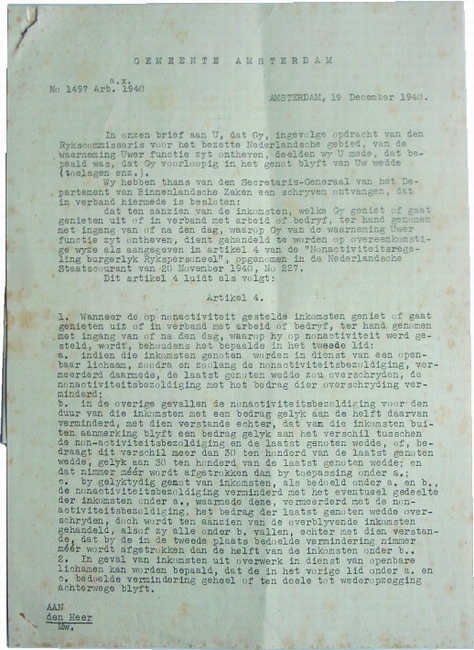 GEMEENTE AMSTERDAM
a.x.
No 1497 Arb. 1940
AMSTERDAM, 19 December 1940.
In onzen brief aan U, dat Gy, ingevolge opdracht van den
Rykscommissaris voor het bezette Nederlandsche gebied, van de
waarneming Uwer functie zyt ontheven, deelden wy U mede, dat be-
paald was, dat Gy voorloopig in het genot blyft van Uw wedde
(toelagen enz.).
Wy hebben thans van den Secretaris-Generaal van het De-
partement van Binnenlandsche Zaken een schryven ontvangen, dat
in verband hiermede is besloten:
dat ten aanzien van de inkomsten, welke Gy geniet of gaat
genieten uit of in verband met arbeid of bedryf, ter hand genomen
met ingang van of na den dag, waarop Gy van de waarneming Uwer
functie zyt ontheven, dient gehandeld te worden op overeenkomsti-
ge wyze als aangegeven in artikel 4 van de "Nonactiviteitsrege-
ling burgerlyk Rykspersoneel", opgenomen in de Nederlandsche
Staatscourant van 20 November 1940, No 227.
Dit artikel 4 luidt als volgt:
Artikel 4.
1. Wanneer de op nonactiviteit gestelde inkomsten geniet of gaat
genieten uit of in verband met arbeid of bedryf, ter hand genomen
met ingang van of na den dag, waarop hy op nonactiviteit werd ge-
steld, wordt, behoudens het bepaalde in het tweede lid:
a. indien die inkomsten genoten worden in dienst van een open-
baar lichaam, zoodra en zoolang de nonactiviteitsbezoldiging, ver-
meerderd daarmede, de laatst genoten wedde zou overschryden, de
nonactiviteitsbezoldiging met het bedrag dier overschryding ver-
minderd;
b. in de overige gevallen de nonactiviteitsbezoldiging voor den
duur van die inkomsten met een bedrag gelyk aan de helft daarvan
verminderd, met dien verstande echter, dat van die inkomsten bui-
ten aanmerking blyft een bedrag gelyk aan het verschil tusschen
de non-activiteitsbezoldiging en de laatst genoten wedde, of, be-
draagt dit verschil meer dan 30 ten honderd van de laatst genoten
wedde, gelyk aan 30 ten honderd van de laatst genoten wedde; en
dat nimmer méér wordt afgetrokken dan by toepassing onder a.;
c. by gelyktydig genot van inkomsten, als bedoeld onder a. en b.,
de nonactiviteitsbezoldiging verminderd met het eventueel gedeelte
der inkomsten onder a., waarmede deze, vermeerderd met de non-
activiteitsbezoldiging, het bedrag der laatst genoten wedde over-
schryden, doch wordt ten aanzien van de overblyvende inkomsten
gehandeld, alsof zy alle onder b. vallen, echter met dien verstan-
de, dat by de in de tweede plaats bedoelde vermindering nimmer
méér wordt afgetrokken dan de helft van de inkomsten onder b..
2. In geval van inkomsten uit overwerk in dienst van openbare
lichamen kan worden bepaald, dat de in het vorige lid onder a. en
c. bedoelde vermindering geheel of ten deele tot wederopzegging
achterwege blyft.
AAN
den Heer
Mw.